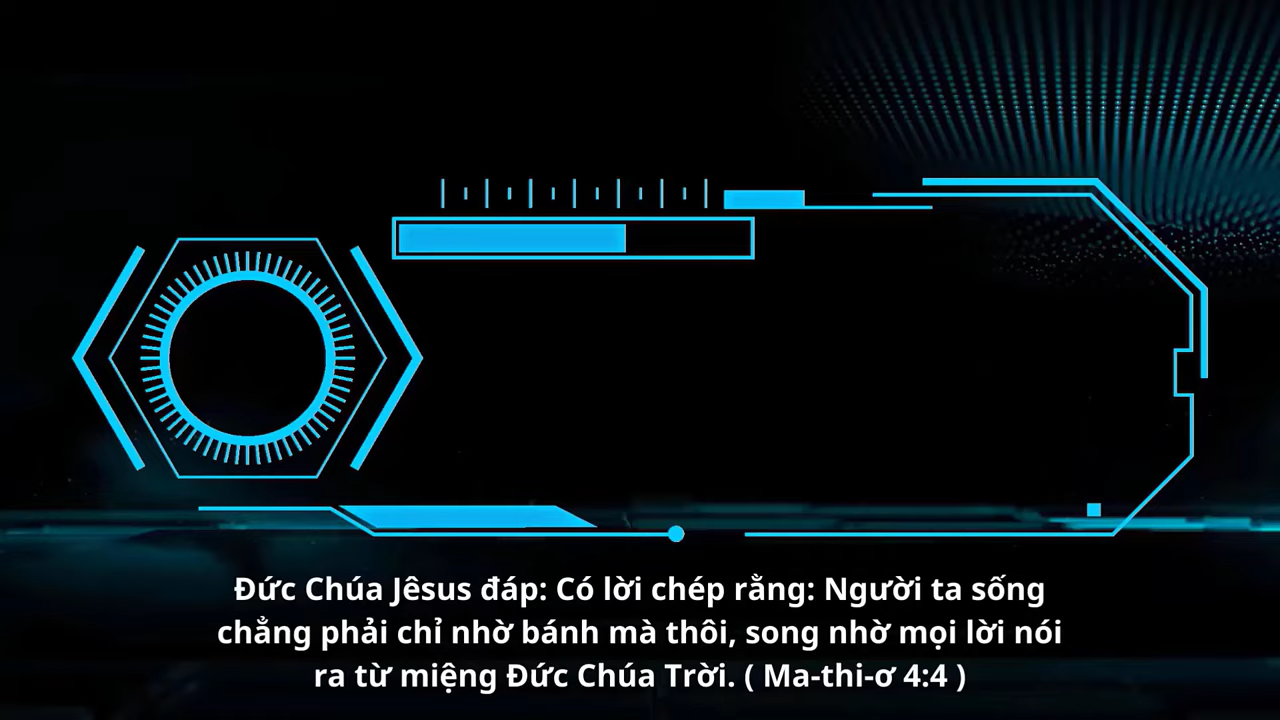 Đức Chúa Jêsus đáp: Có lời chép rằng: Người ta sống
chẳng phải chỉ nhờ bánh mà thôi, song nhờ mọi lời nói
ra từ miệng Đức Chúa Trời. ( Ma-thi-ơ 4:4 )